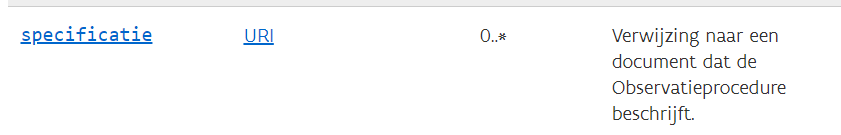 specificatie URI 0..* Verwijzing naar een
document dat de
Observatieprocedure
beschrijft.